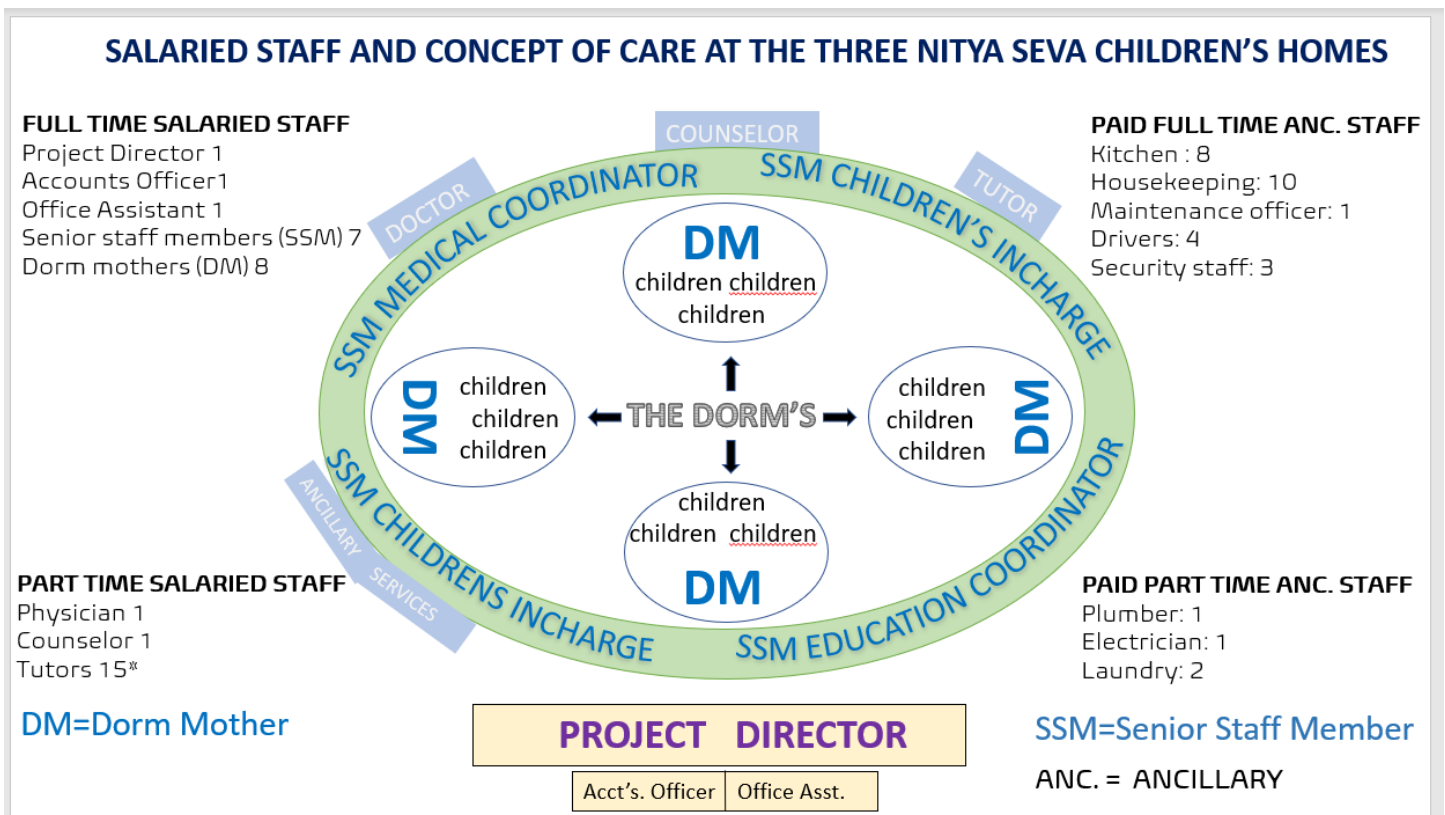 SALARIED STAFF AND CONCEPT OF CARE AT THE THREE NITYA SEVA CHILDREN'S HOMES
FULL TIME SALARIED STAFF
Project Director 1
Accounts Officer1
Office Assistant 1
Senior staff members (SSM) 7
Dorm mothers (DM) 8
PAID FULL TIME ANC. STAFF
Kitchen : 8
Housekeeping: 10
Maintenance officer: 1
Drivers: 4
Security staff: 3
COUNSELOR
DOCTOR
TUTOR
SSM MEDICAL COORDINATOR
SSM CHILDREN'S INCHARGE
DM
children children
children
DM
children
children
children
THE DORM'S
children
children
children
DM
children
children children
DM
SSM CHILDRENS INCHARGE
SSM EDUCATION COORDINATOR
ANCILLARY SERVICES
PART TIME SALARIED STAFF
Physician 1
Counselor 1
Tutors 15*
PAID PART TIME ANC. STAFF
Plumber: 1
Electrician: 1
Laundry: 2
DM=Dorm Mother
PROJECT DIRECTOR
Acct's. Officer
Office Asst.
SSM=Senior Staff Member
ANC. = ANCILLARY